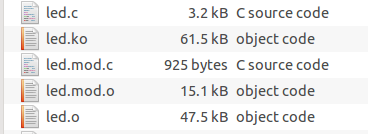 led.c 3.2 kB C source code
led.ko 61.5 kB object code
led.mod.c 925 bytes C source code
led.mod.o 15.1 kB object code
led.o 47.5 kB object code